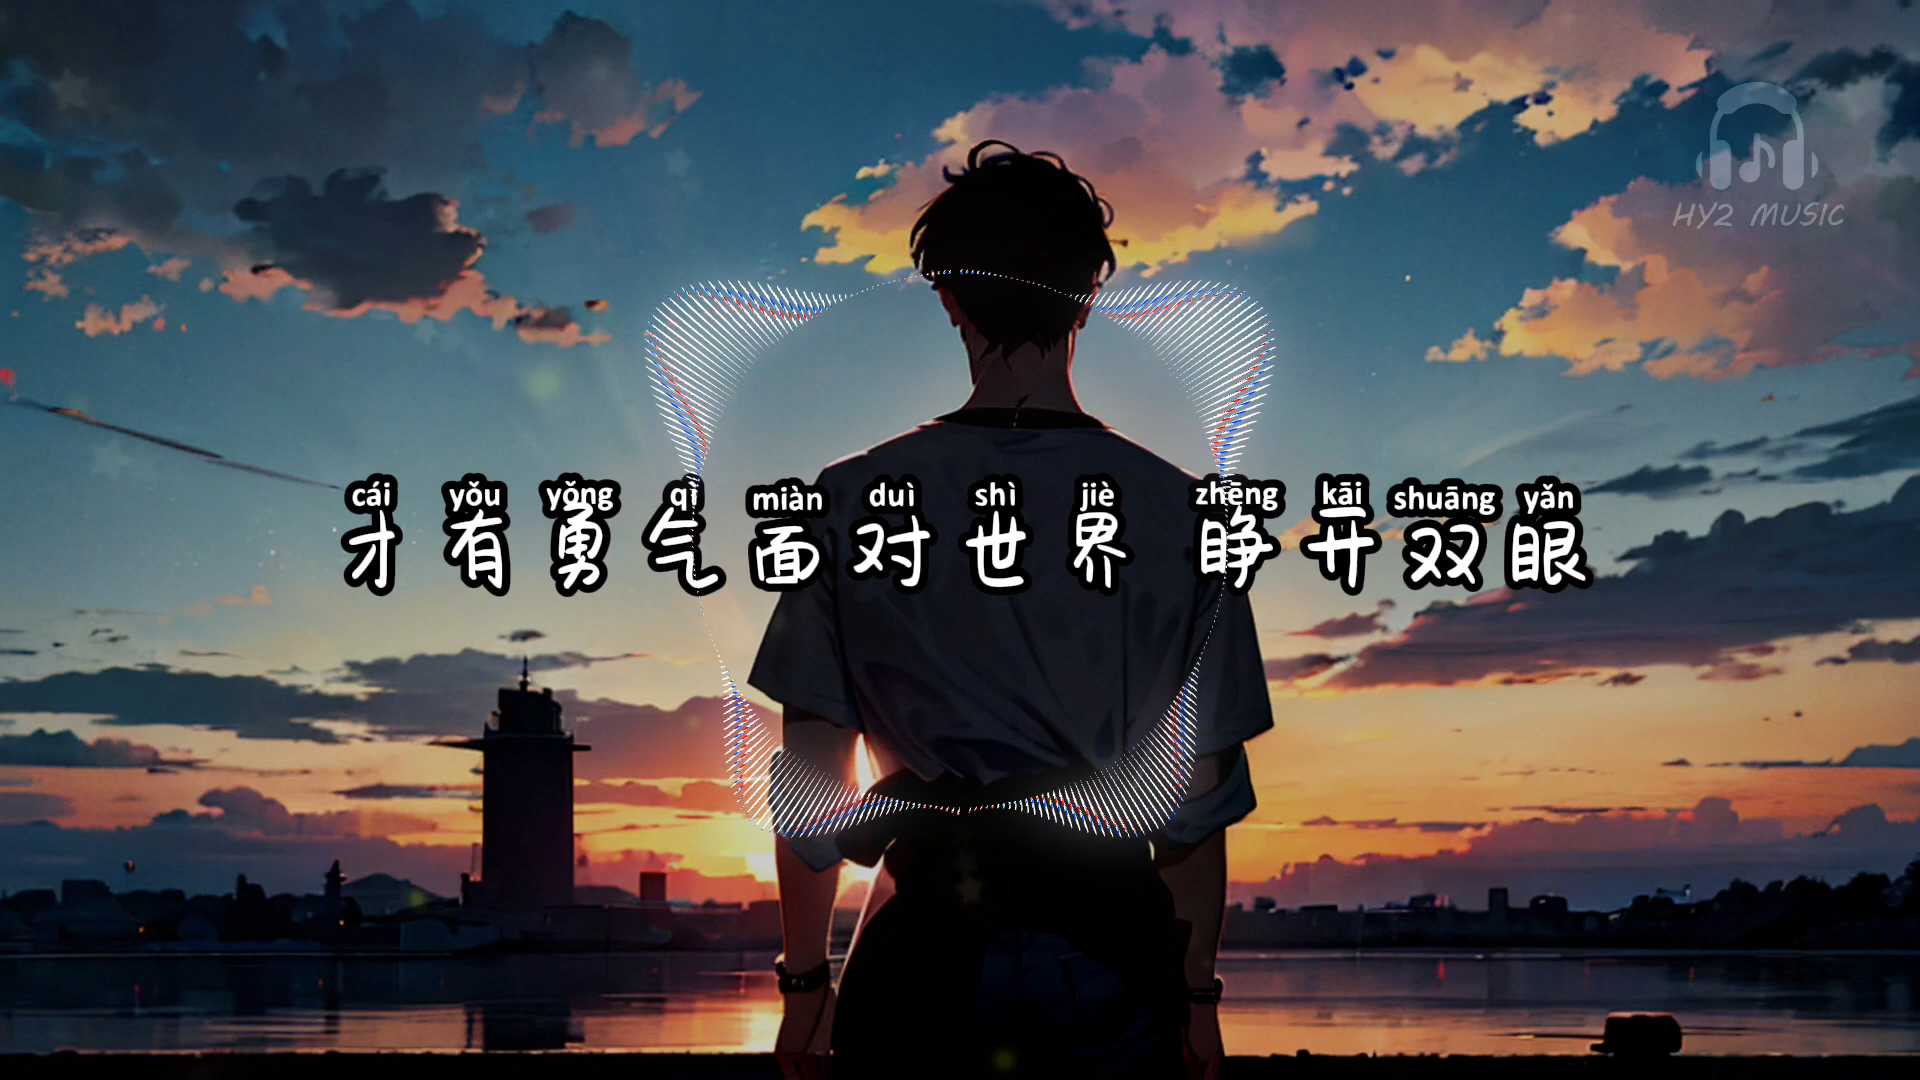 HY2 MUSIC
cái yǒu yǒng qì miàn duì shì jiè zhēng kāi shuāng yǎn
才有勇气面对世界 睁开双眼